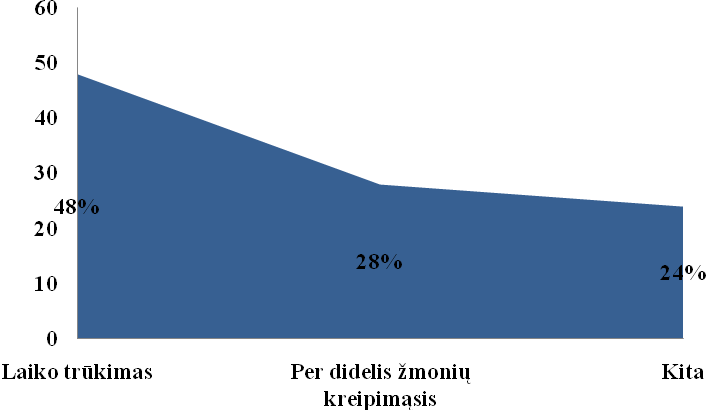 60
50
40
30
20
10
0
48%
28%
24%
Laiko trūkimas
Per didelis žmonių
kreipimąsis
Kita